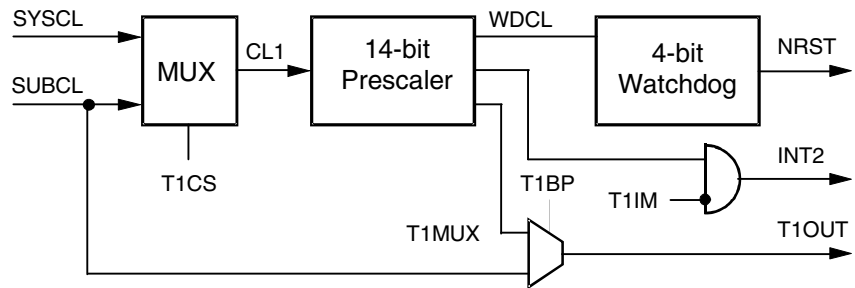 SYSCL
SUBCL
MUX
T1CS
CL1
14-bit
Prescaler
WDCL
4-bit
Watchdog
NRST
INT2
T1BP
T1IM
T1MUX
T1OUT